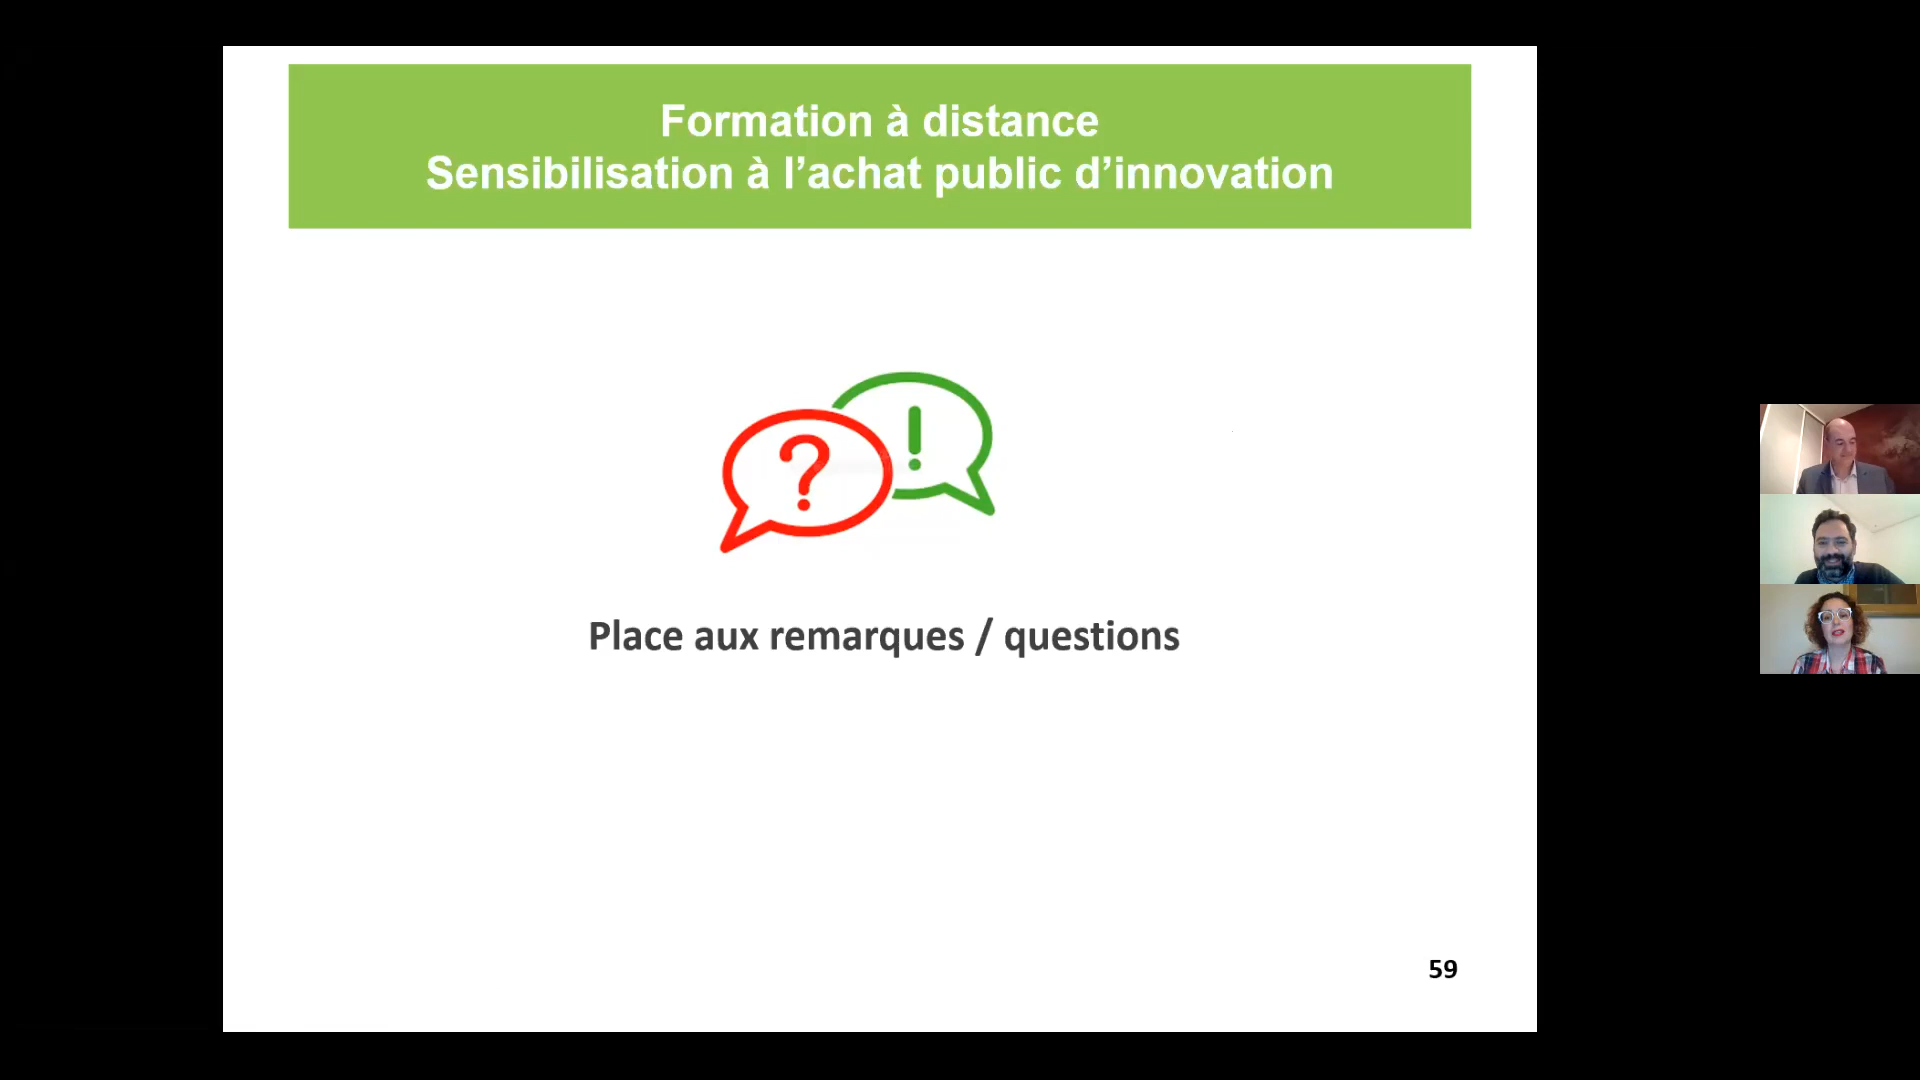 Formation à distance
Sensibilisation à l’achat public d’innovation
?
!
Place aux remarques / questions
59